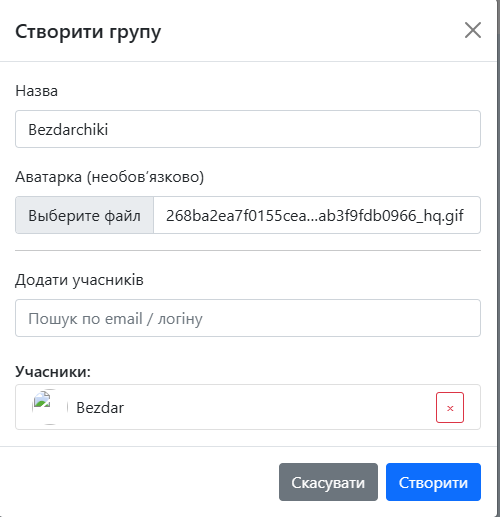 Створити групу
Назва
Bezdarchiki
Аватарка (необов’язково)
Выберите файл 268ba2ea7f0155cea...ab3f9fdb0966_hq.gif
Додати учасників
Пошук по email / логіну
Учасники:
Bezdar ×
Скасувати Створити